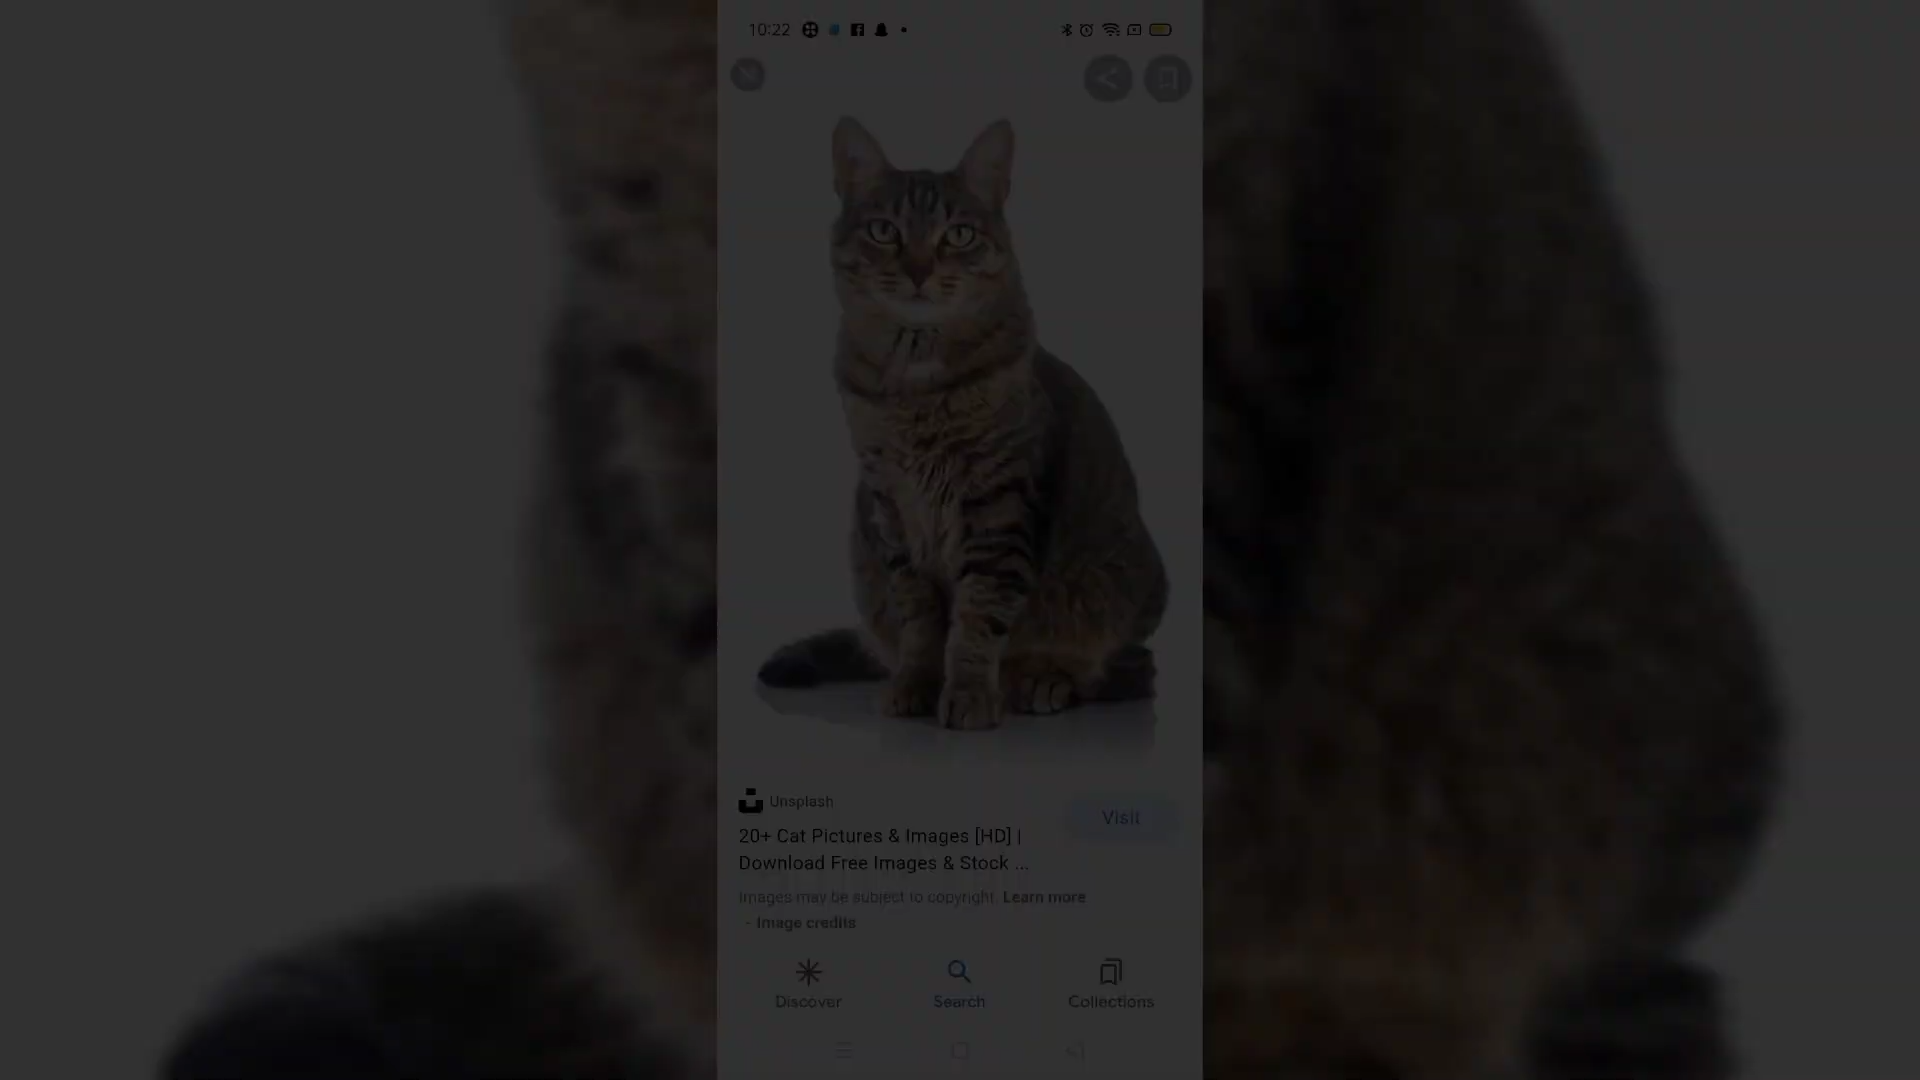 10:22
Unsplash
Visit
20+ Cat Pictures & Images [HD] |
Download Free Images & Stock ...
Images may be subject to copyright. Learn more
- Image credits
Discover
Search
Collections